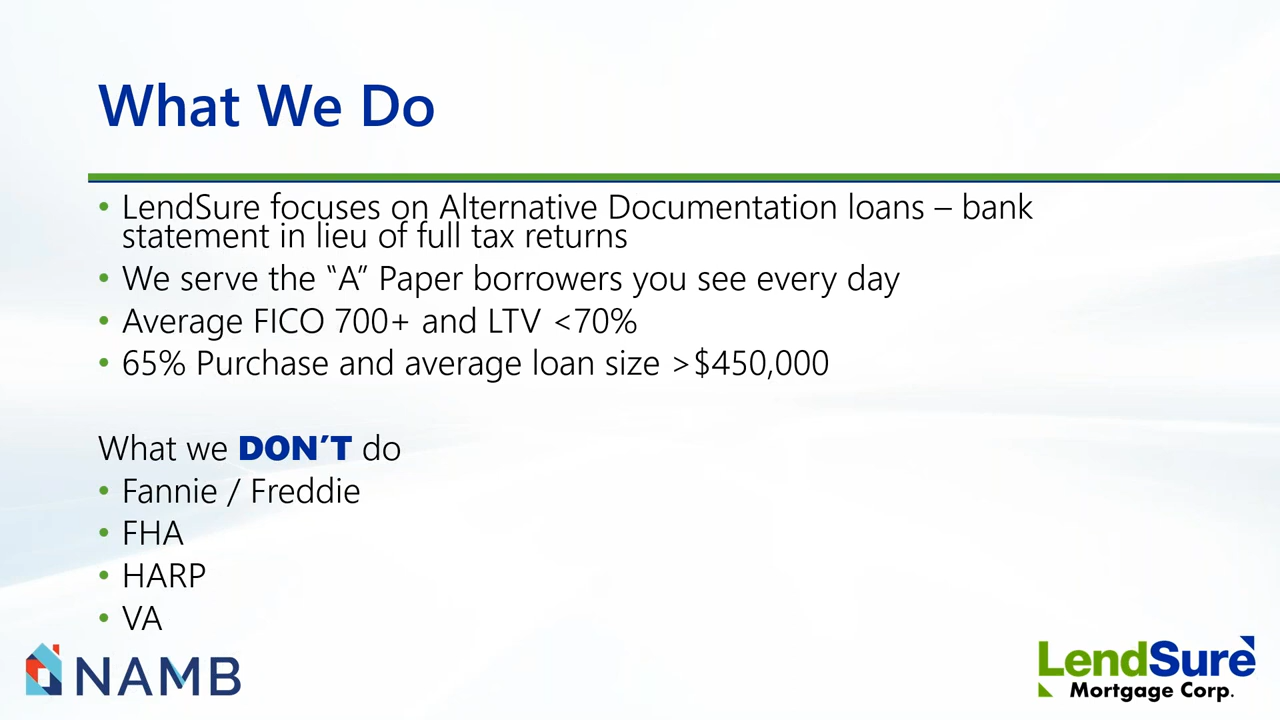 What We Do
• LendSure focuses on Alternative Documentation loans – bank
statement in lieu of full tax returns
• We serve the “A” Paper borrowers you see every day
• Average FICO 700+ and LTV <70%
• 65% Purchase and average loan size >$450,000
What we DON’T do
• Fannie / Freddie
• FHA
• HARP
• VA
NAMB
LendSure
Mortgage Corp.